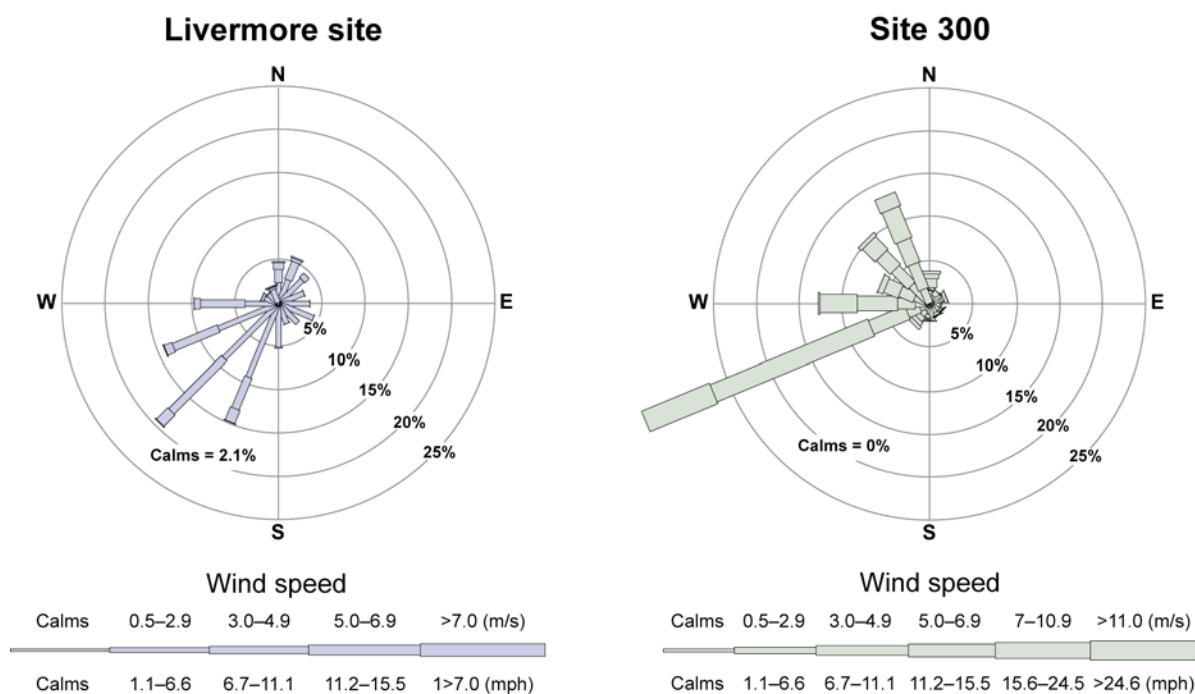 Livermore site
N
W
E
5%
10%
15%
20%
25%
Calms = 2.1%
S
Wind speed
Calms 0.5–2.9 3.0–4.9 5.0–6.9 >7.0 (m/s)
Calms 1.1–6.6 6.7–11.1 11.2–15.5 1>7.0 (mph)
Site 300
N
W
E
5%
10%
15%
20%
25%
Calms = 0%
S
Wind speed
Calms 0.5–2.9 3.0–4.9 5.0–6.9 7–10.9 >11.0 (m/s)
Calms 1.1–6.6 6.7–11.1 11.2–15.5 15.6–24.5 >24.6 (mph)